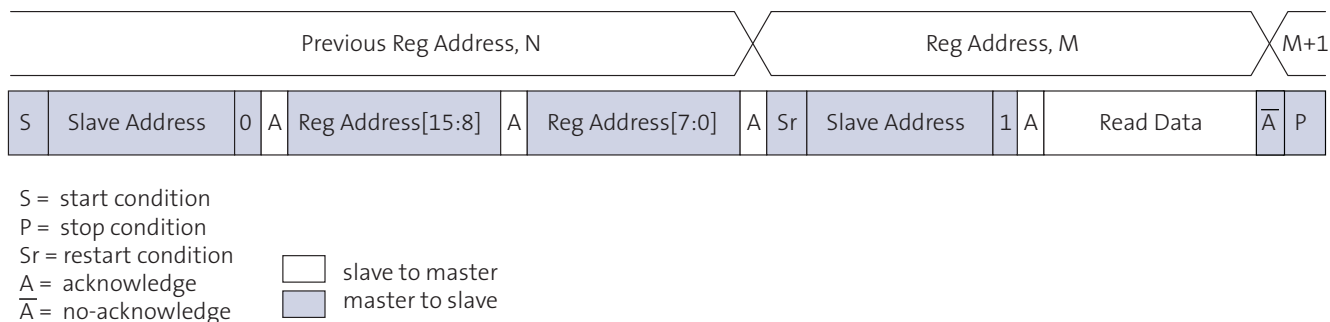 Previous Reg Address, N Reg Address, M M+1
S Slave Address 0 A Reg Address[15:8] A Reg Address[7:0] A Sr Slave Address 1 A Read Data A̅ P
S = start condition
P = stop condition
Sr = restart condition
A = acknowledge
A̅ = no-acknowledge
slave to master
master to slave